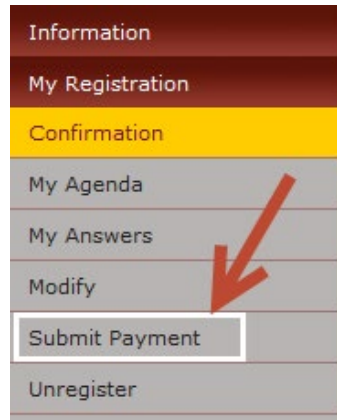 Information
My Registration
Confirmation
My Agenda
My Answers
Modify
Submit Payment
Unregister